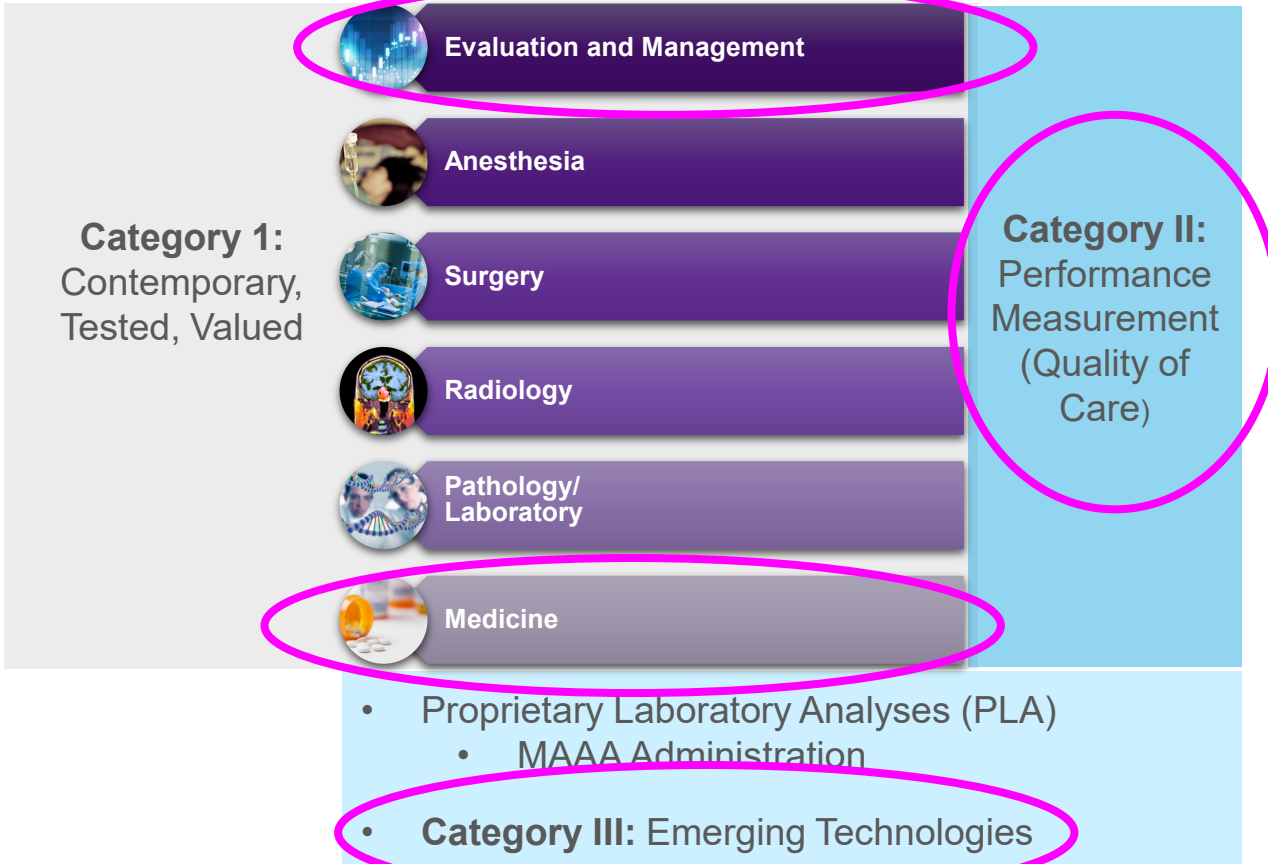 Evaluation and Management
Anesthesia
Category 1:
Contemporary,
Tested, Valued
Surgery
Radiology
Pathology/
Laboratory
Medicine
Category II:
Performance
Measurement
(Quality of
Care)
• Proprietary Laboratory Analyses (PLA)
• MAAA Administration
• Category III: Emerging Technologies